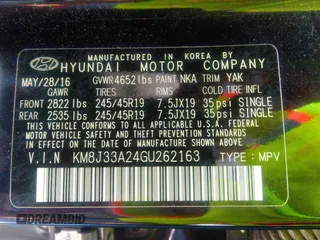 MANUFACTURED IN KOREA BY
HYUNDAI MOTOR COMPANY
MAY/28/16 GVWR4652lbs PAINT NKA TRIM YAK
GAWR TIRES RIMS COLD TIRE INFL
FRONT 2822 lbs 245/45R19 7.5JX19 35psi SINGLE
REAR 2535 lbs 245/45R19 7.5JX19 35psi SINGLE
THIS VEHICLE CONFORMS TO ALL APPLICABLE FEDERAL MOTOR VEHICLE SAFETY AND THEFT PREVENTION STANDARDS IN EFFECT ON THE DATE OF MANUFACTURE SHOWN ABOVE.
V.I.N KM8J33A24GU262163 TYPE: MPV
DREAMBID